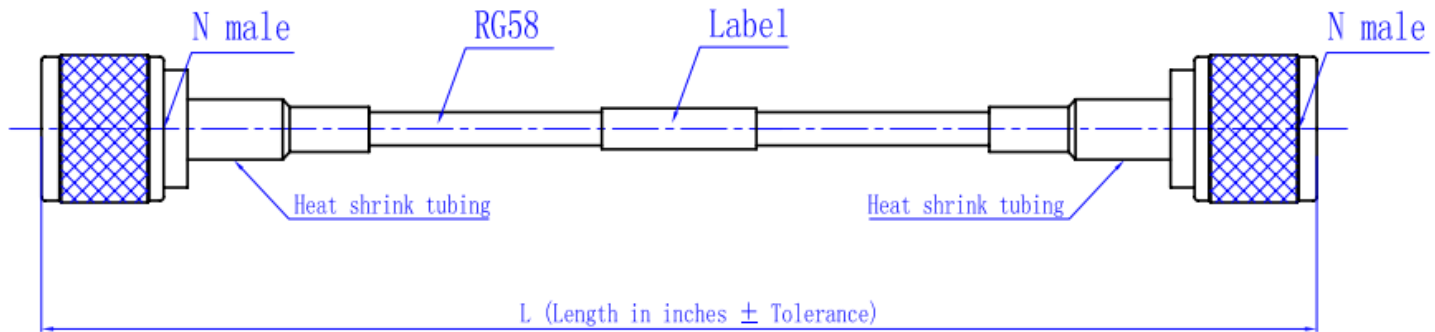 N male
RG58
Label
N male
Heat shrink tubing
Heat shrink tubing
L (Length in inches ± Tolerance)